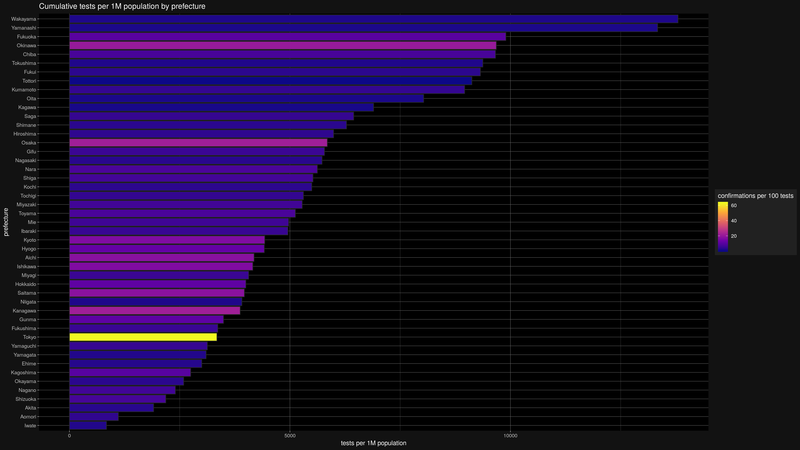 Cumulative tests per 1M population by prefecture
Wakayama
Yamanashi
Fukuoka
Okinawa
Chiba
Tokushima
Fukui
Tottori
Kumamoto
Oita
Kagawa
Saga
Shimane
Hiroshima
Osaka
Gifu
Nagasaki
Nara
Shiga
Kochi
Tochigi
Miyazaki
Toyama
Mie
Ibaraki
Kyoto
Hyogo
Aichi
Ishikawa
Miyagi
Hokkaido
Saitama
Niigata
Kanagawa
Gunma
Fukushima
Tokyo
Yamaguchi
Yamagata
Ehime
Kagoshima
Okayama
Nagano
Shizuoka
Akita
Aomori
Iwate
prefecture
0 5000 10000
tests per 1M population
confirmations per 100 tests
60
40
20